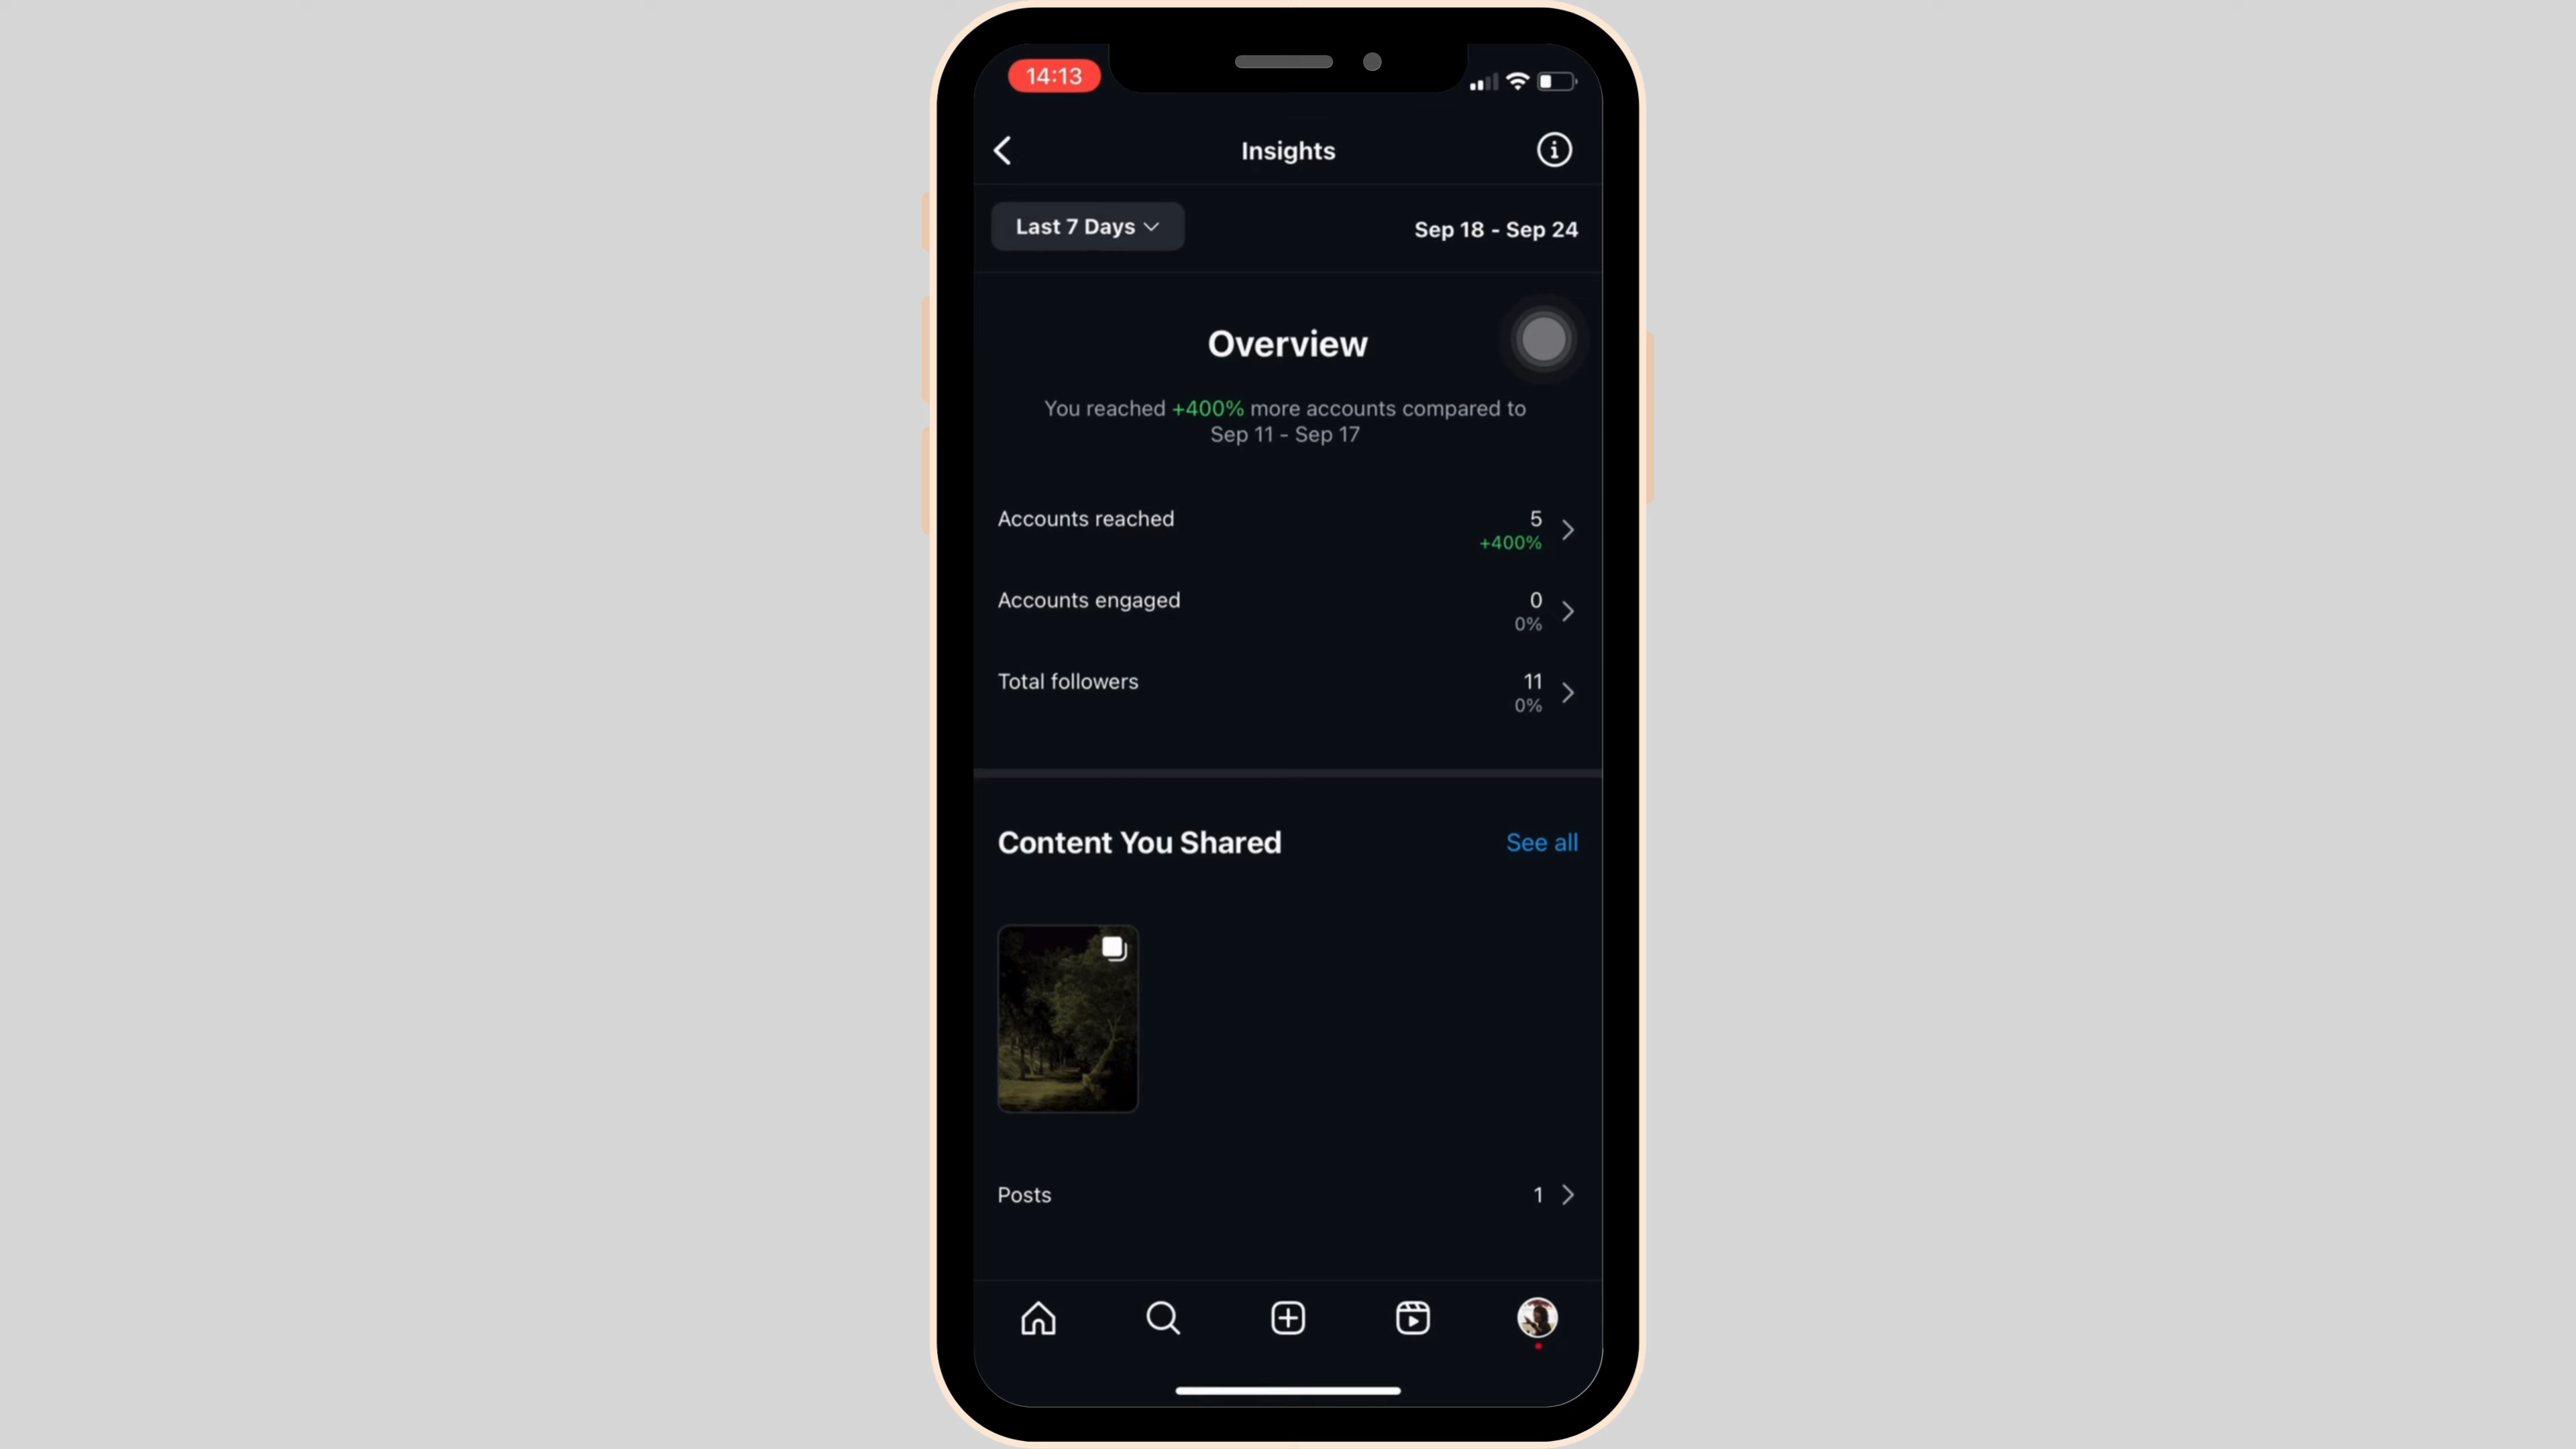 14:13
Insights
Last 7 Days
Sep 18 - Sep 24
Overview
You reached +400% more accounts compared to
Sep 11 - Sep 17
Accounts reached
5
+400%
Accounts engaged
0
0%
Total followers
11
0%
Content You Shared
See all
Posts
1